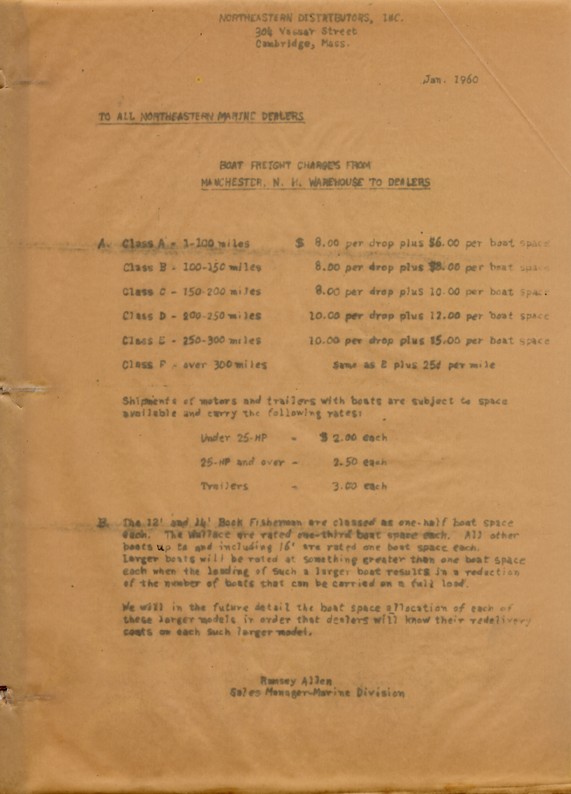 NORTHEASTERN DISTRIBUTORS, INC.
304 Vassar Street
Cambridge, Mass.
Jan. 1960
TO ALL NORTHEASTERN MARINE DEALERS
BOAT FREIGHT CHARGES FROM
MANCHESTER, N. H. WAREHOUSE TO DEALERS
A. Class A - 1-100 miles $ 8.00 per drop plus $6.00 per boat space
Class B - 100-150 miles 8.00 per drop plus $8.00 per boat space
Class C - 150-200 miles 8.00 per drop plus 10.00 per boat space
Class D - 200-250 miles 10.00 per drop plus 12.00 per boat space
Class E - 250-300 miles 10.00 per drop plus 15.00 per boat space
Class F - over 300 miles Same as E plus 25¢ per mile
Shipments of motors and trailers with boats are subject to space
available and carry the following rates:
Under 25-HP - $ 2.00 each
25-HP and over - 2.50 each
Trailers - 3.00 each
B. The 12' and 14' Fisherman are classed as one-half boat space
each. The Wallace are rated one-third boat space each. All other
boats up to and including 16' are rated one boat space each.
Larger boats will be rated at something greater than one boat space
each when the loading of such a larger boat results in a reduction
of the number of boats that can be carried on a full load.
We will in the future detail the boat space allocation of each of
these larger models in order that dealers will know their redelivery
costs on each such larger model.
Ramsey Allen
Sales Manager-Marine Division